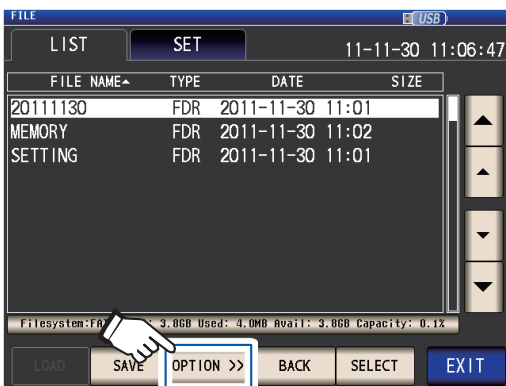 FILE USB
LIST SET 11-11-30 11:06:47
FILE NAME▲ TYPE DATE SIZE
20111130 FDR 2011-11-30 11:01
MEMORY FDR 2011-11-30 11:02
SETTING FDR 2011-11-30 11:01
Filesystem:FA 3.8GB Used: 4.0MB Avail: 3.8GB Capacity: 0.1%
LOAD SAVE OPTION >> BACK SELECT EXIT